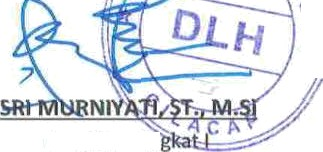 DLH
SRI MURNIYATI, ST., M.Si
gkat I